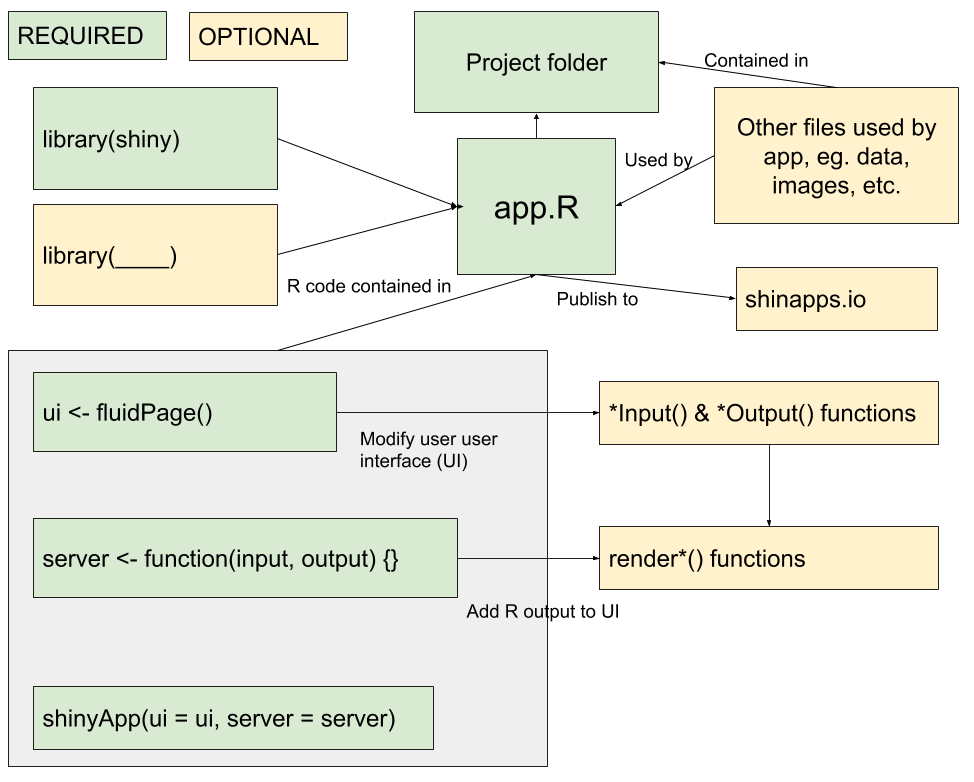 REQUIRED
OPTIONAL
Project folder
Contained in
library(shiny)
Other files used by
app, eg. data,
images, etc.
Used by
app.R
library(____)
R code contained in
Publish to
shinapps.io
ui <- fluidPage()
*Input() & *Output() functions
Modify user user
interface (UI)
server <- function(input, output) {}
render*() functions
Add R output to UI
shinyApp(ui = ui, server = server)